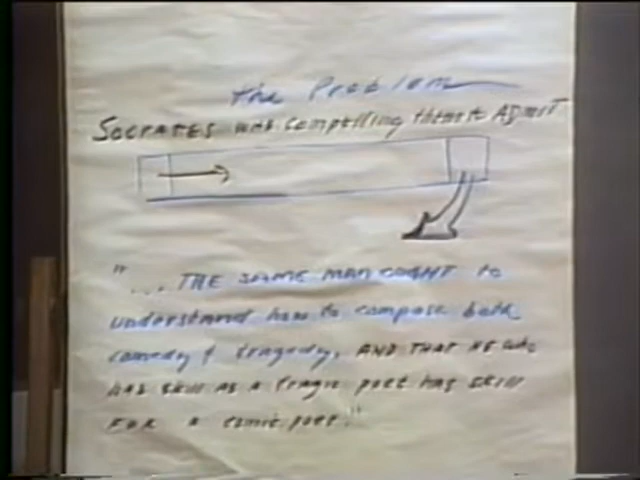 the Problem
SOCRATES was compelling them to ADMIT
"... THE SAME MAN OUGHT to
understand how to compose both
comedy & tragedy, AND THAT HE who
has skill as a tragic poet has skill
FOR a comic poet."